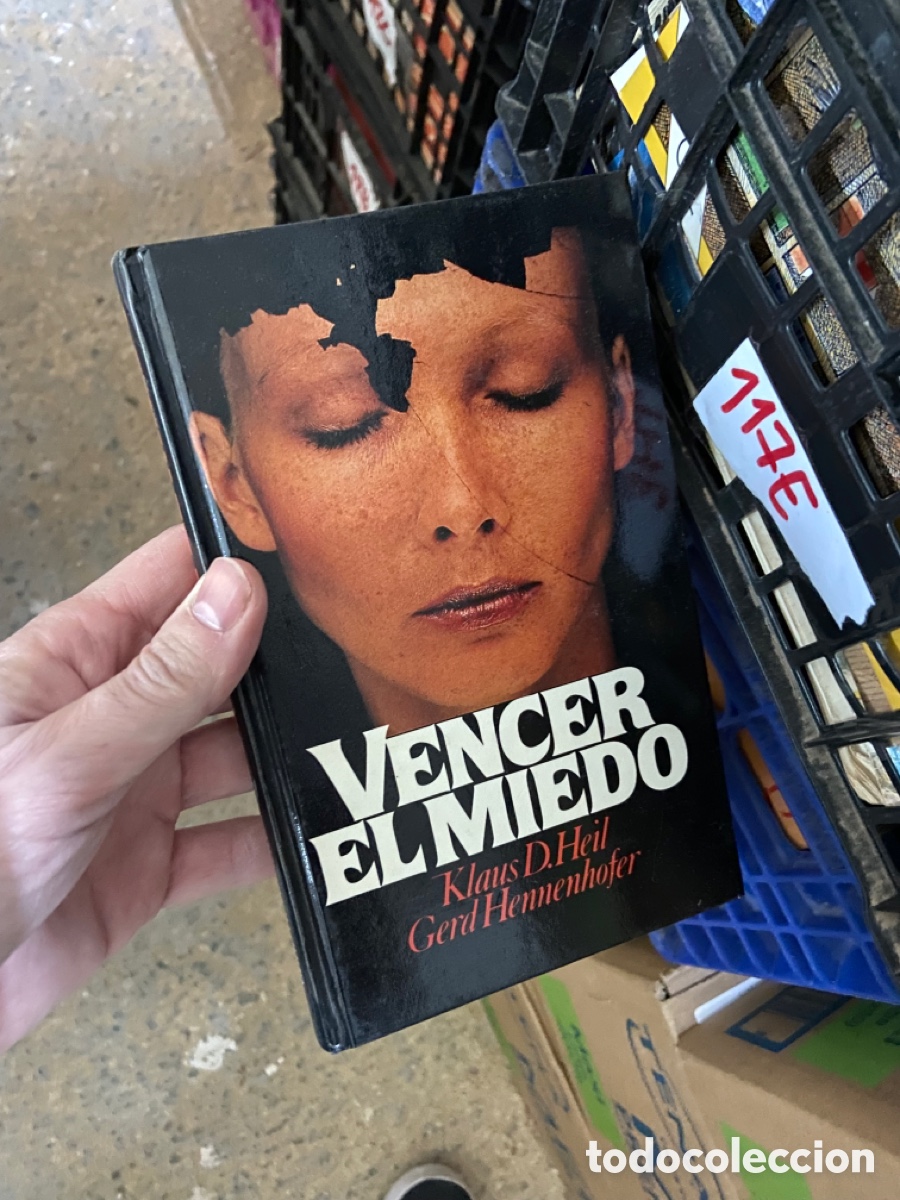 VENCER
EL MIEDO
Klaus D. Heil
Gerd Hennenhofer
117E
todocoleccion